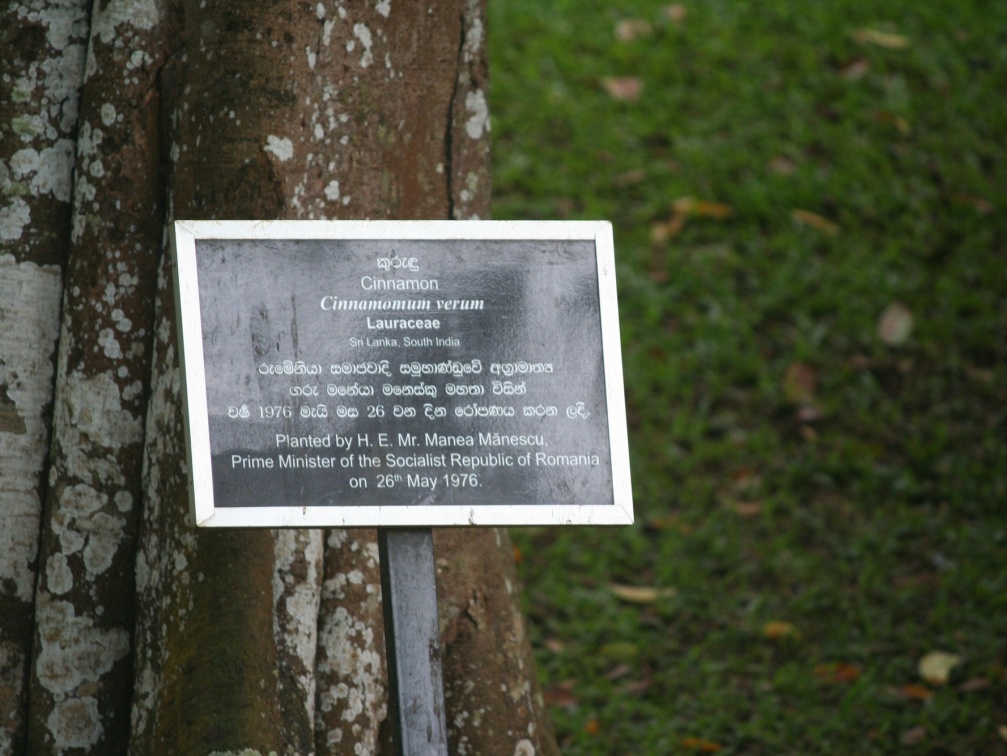 කුරුඳු
Cinnamon
Cinnamomum verum
Lauraceae
Sri Lanka, South India
රුමේනියා සමාජවාදී සමූහාණ්ඩුවේ අග්‍රාමාත්‍ය
ගරු මනේයා මනෙස්කු මහතා විසින්
වර්ෂ 1976 මැයි මස 26 වන දින රෝපණය කරන ලදී.
Planted by H. E. Mr. Manea Mănescu,
Prime Minister of the Socialist Republic of Romania
on 26th May 1976.